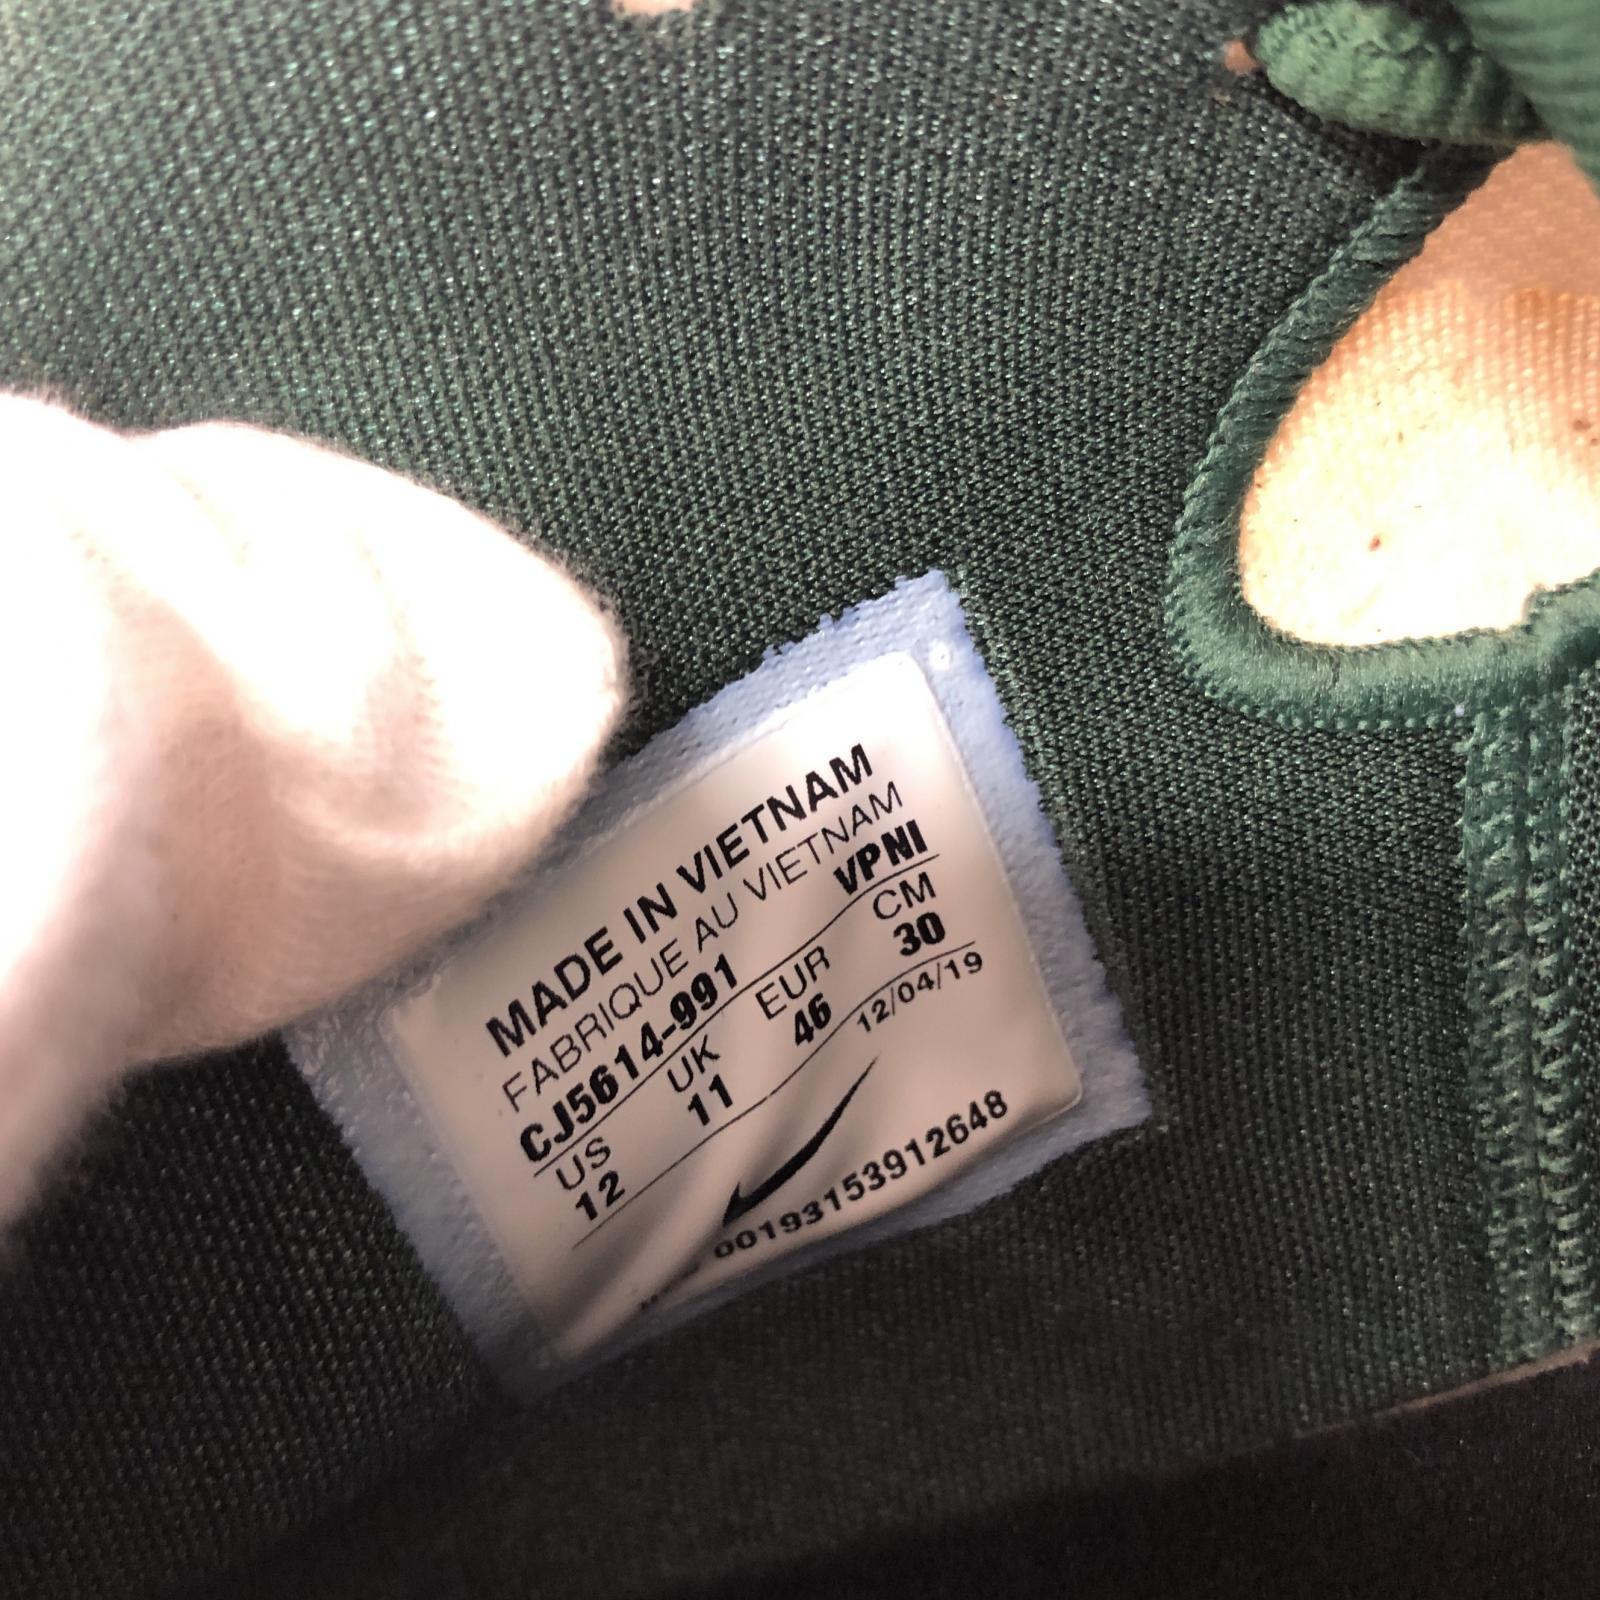 MADE IN VIETNAM
FABRIQUE AU VIETNAM
CJ5614-991 VPNI
US UK EUR CM
12 11 46 30
12/04/19
00193153912648